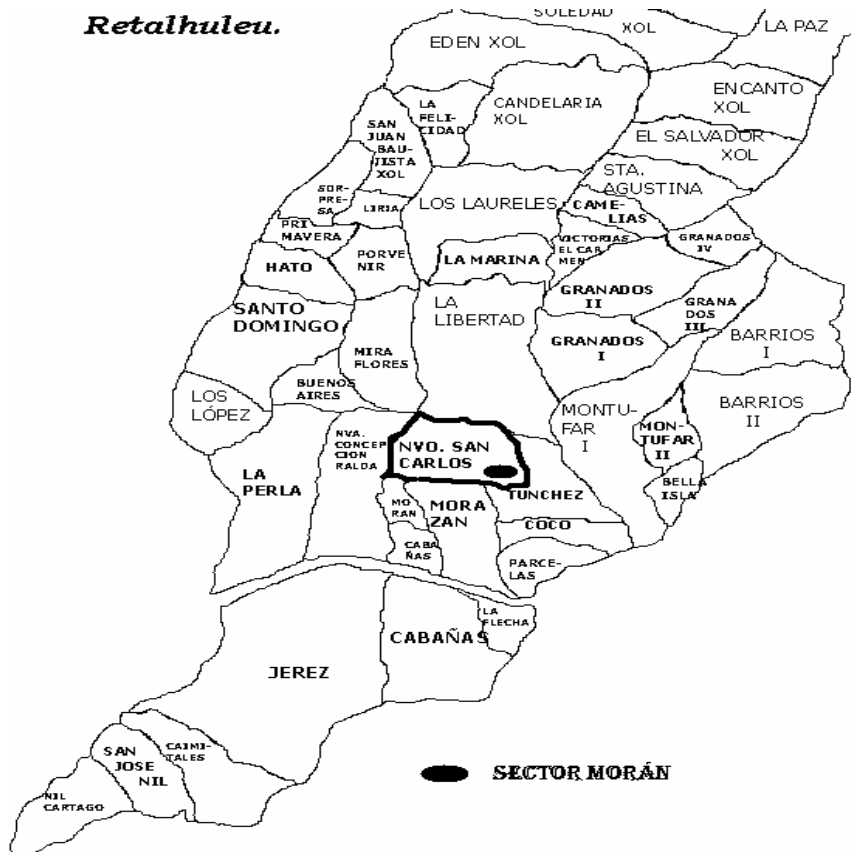 Retalhuleu.
SOLEDAD
XOL
LA PAZ
EDEN XOL
ENCANTO
XOL
LA
FELI-
CIDAD
CANDELARIA
XOL
SAN
JUAN
BAU-
JISTA
XOL
EL SALVADOR
XOL
STA.
AGUSTINA
SOR-
PRE-
SA
LIRIA
LOS LAURELES
CAME-
LIAS
PRI
MAVERA
VICTORIAS
EL CAR
MEN
GRANADOS
IV
HATO
PORVE
NIR
LA MARINA
GRANADOS
II
GRANA
DOS
III
SANTO
DOMINGO
LA
LIBERTAD
GRANADOS
I
BARRIOS
I
MIRA
FLORES
BUENOS
AIRES
LOS
LÓPEZ
MONTU-
FAR
I
MON-
TUFAR
II
BARRIOS
II
NVA.
CONCEP
CION
RALDA
NVO. SAN
CARLOS
LA
PERLA
TUNCHEZ
BELLA
ISLA
MO
RAN
MORA
ZAN
COCO
CABA
ÑAS
PARCE-
LAS
LA
FLECHA
CABAÑAS
JEREZ
SAN
JOSE
NIL
CAIMI-
TALES
NIL
CARTAGO
SECTOR MORÁN